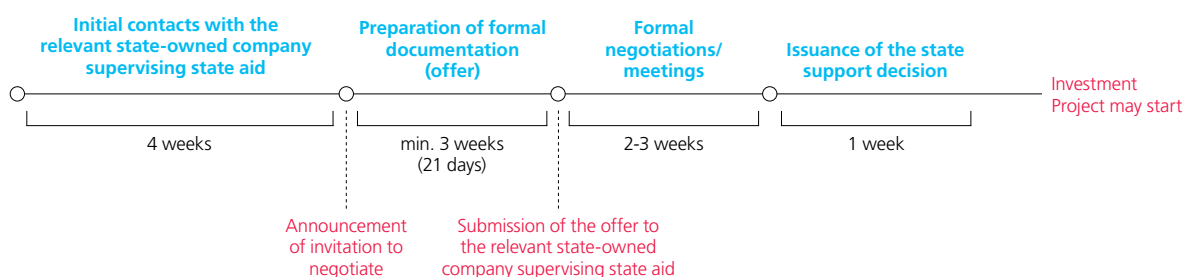 Initial contacts with the
relevant state-owned company
supervising state aid
Preparation of formal
documentation
(offer)
Formal
negotiations/
meetings
Issuance of the state
support decision
Investment
Project may start
4 weeks
min. 3 weeks
(21 days)
2-3 weeks
1 week
Announcement
of invitation to
negotiate
Submission of the offer to
the relevant state-owned
company supervising state aid